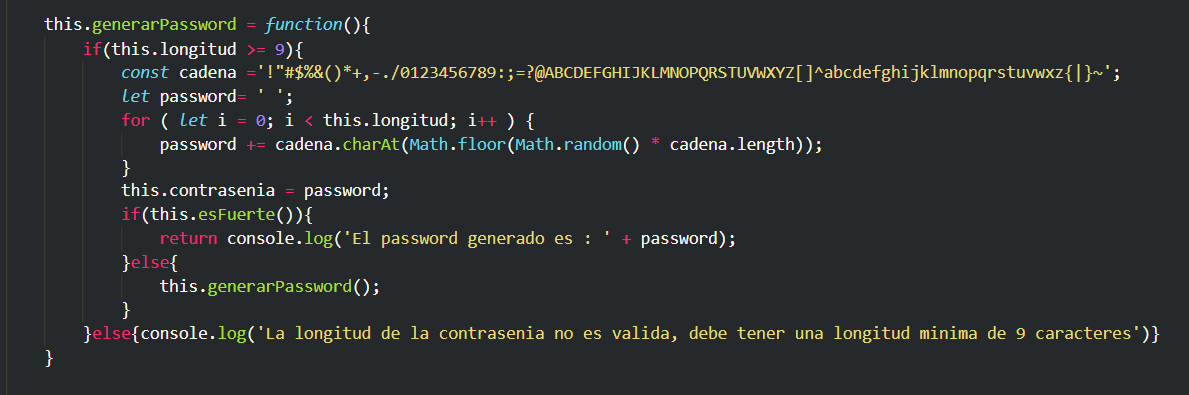 this.generarPassword = function(){
if(this.longitud >= 9){
const cadena ='!"#$%&()*+,-./0123456789:;=?@ABCDEFGHIJKLMNOPQRSTUVWXYZ[]^abcdefghijklmnopqrstuvwxz{|}~';
let password= ' ';
for ( let i = 0; i < this.longitud; i++ ) {
password += cadena.charAt(Math.floor(Math.random() * cadena.length));
}
this.contrasenia = password;
if(this.esFuerte()){
return console.log('El password generado es : ' + password);
}else{
this.generarPassword();
}
}else{console.log('La longitud de la contrasenia no es valida, debe tener una longitud minima de 9 caracteres')}
}